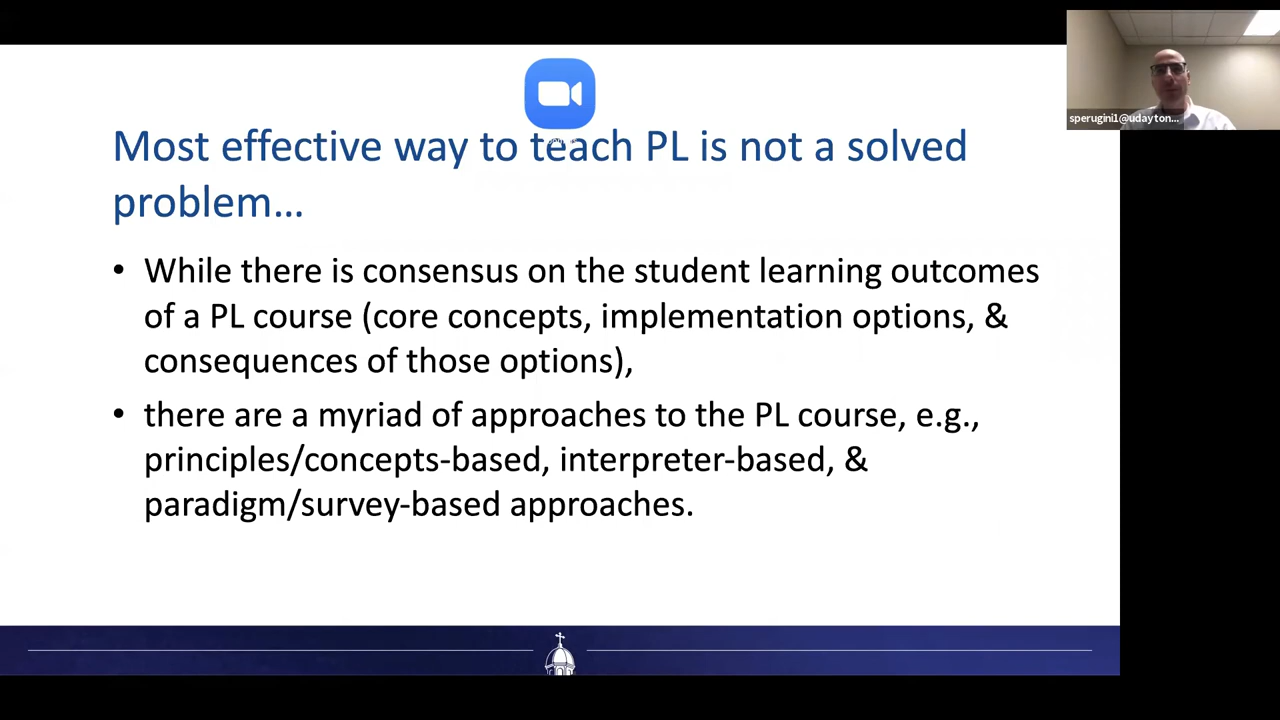 sperugini1@udayton...
Most effective way to teach PL is not a solved
problem...
• While there is consensus on the student learning outcomes
of a PL course (core concepts, implementation options, &
consequences of those options),
• there are a myriad of approaches to the PL course, e.g.,
principles/concepts-based, interpreter-based, &
paradigm/survey-based approaches.